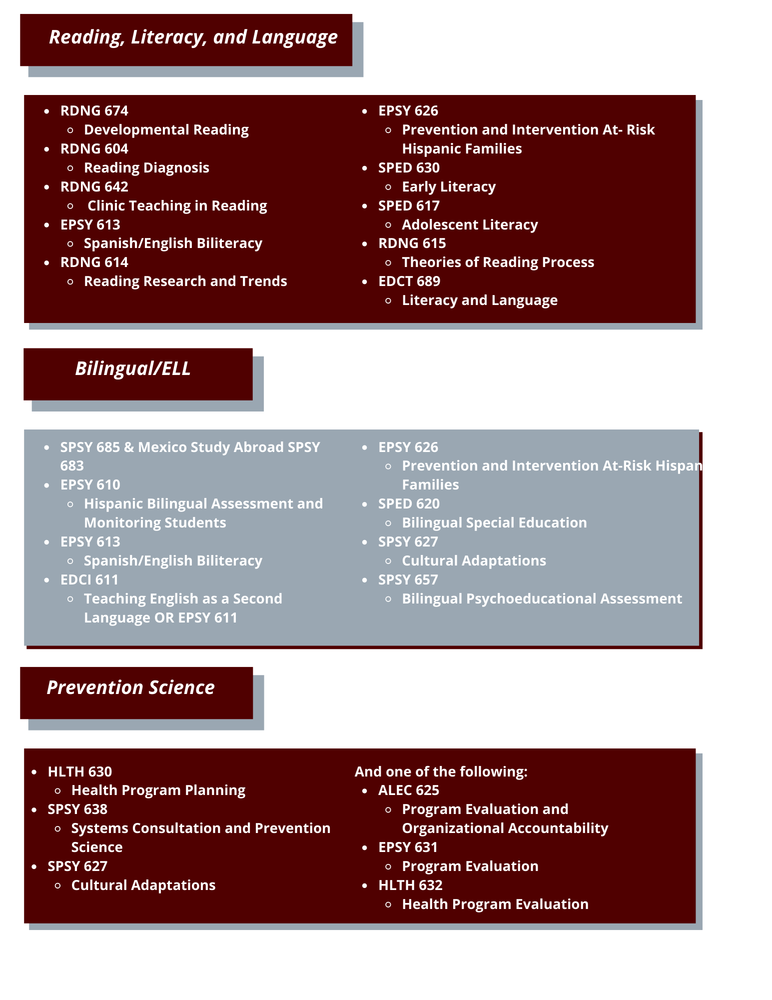 Reading, Literacy, and Language
• RDNG 674
◦ Developmental Reading
• RDNG 604
◦ Reading Diagnosis
• RDNG 642
◦ Clinic Teaching in Reading
• EPSY 613
◦ Spanish/English Biliteracy
• RDNG 614
◦ Reading Research and Trends
• EPSY 626
◦ Prevention and Intervention At- Risk
Hispanic Families
• SPED 630
◦ Early Literacy
• SPED 617
◦ Adolescent Literacy
• RDNG 615
◦ Theories of Reading Process
• EDCT 689
◦ Literacy and Language
Bilingual/ELL
• SPSY 685 & Mexico Study Abroad SPSY
683
• EPSY 610
◦ Hispanic Bilingual Assessment and
Monitoring Students
• EPSY 613
◦ Spanish/English Biliteracy
• EDCI 611
◦ Teaching English as a Second
Language OR EPSY 611
• EPSY 626
◦ Prevention and Intervention At-Risk Hispan
Families
• SPED 620
◦ Bilingual Special Education
• SPSY 627
◦ Cultural Adaptations
• SPSY 657
◦ Bilingual Psychoeducational Assessment
Prevention Science
• HLTH 630
◦ Health Program Planning
• SPSY 638
◦ Systems Consultation and Prevention
Science
• SPSY 627
◦ Cultural Adaptations
And one of the following:
• ALEC 625
◦ Program Evaluation and
Organizational Accountability
• EPSY 631
◦ Program Evaluation
• HLTH 632
◦ Health Program Evaluation